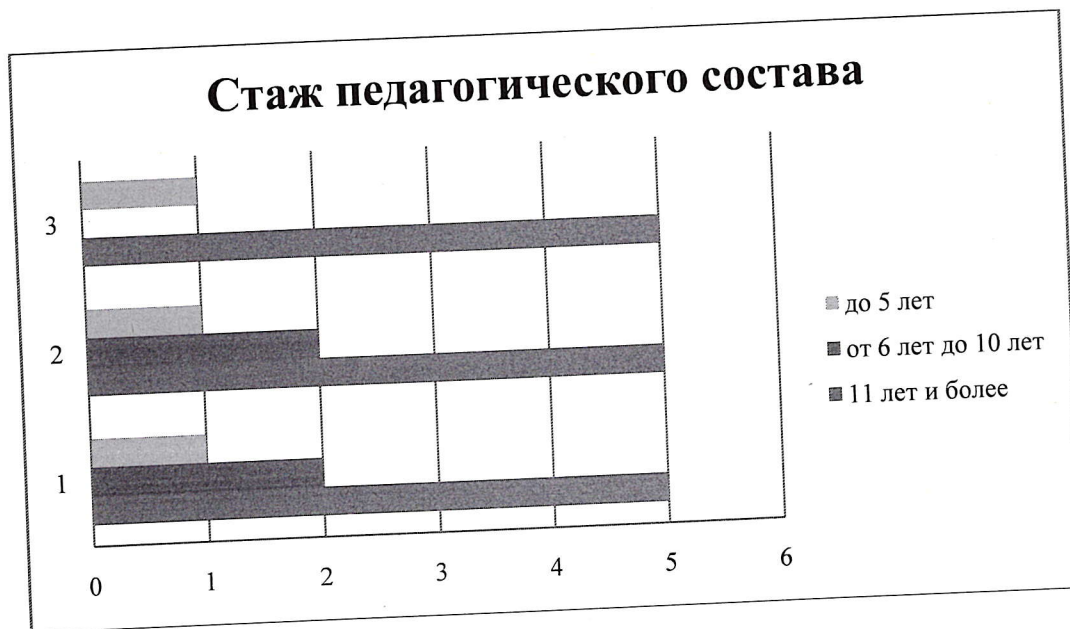 Стаж педагогического состава
3
2
1
0 1 2 3 4 5 6
до 5 лет
от 6 лет до 10 лет
11 лет и более